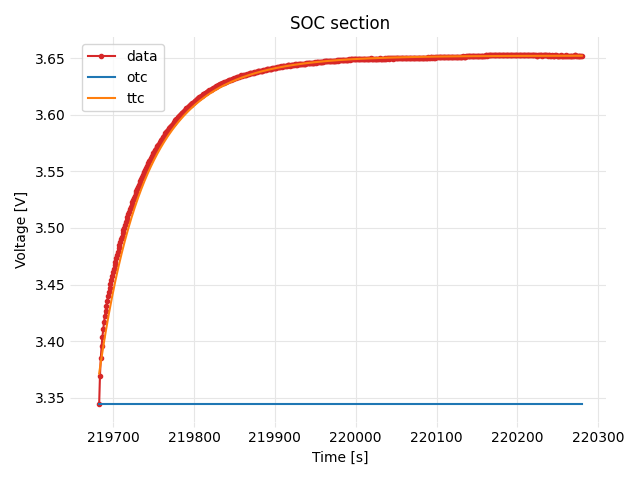 SOC section
data
otc
ttc
Voltage [V]
3.65
3.60
3.55
3.50
3.45
3.40
3.35
219700 219800 219900 220000 220100 220200 220300
Time [s]